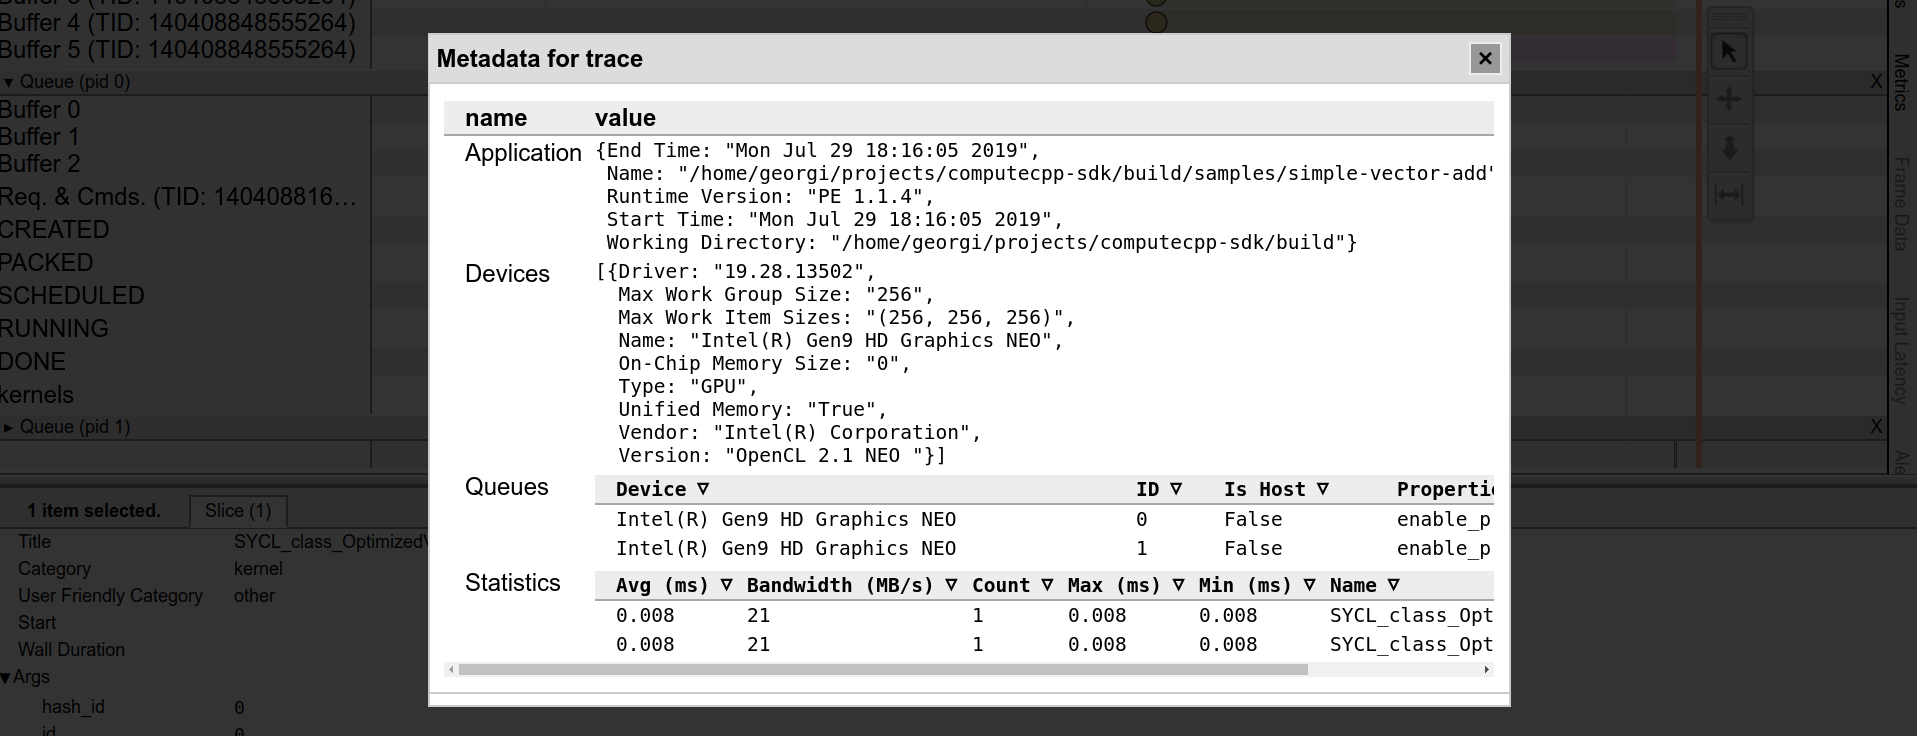 Buffer 4 (TID: 140408848555264)
Buffer 5 (TID: 140408848555264)
▾ Queue (pid 0)
X
Buffer 0
Buffer 1
Buffer 2
Req. & Cmds. (TID: 140408816…
CREATED
PACKED
SCHEDULED
RUNNING
DONE
kernels
▸ Queue (pid 1)
X
1 item selected.
Slice (1)
Title
Category kernel
User Friendly Category other
Start
Wall Duration
▾Args
hash_id 0
id 0
Metadata for trace
×
name value
Application {End Time: "Mon Jul 29 18:16:05 2019",
Name: "/home/georgi/projects/computecpp-sdk/build/samples/simple-vector-add"
Runtime Version: "PE 1.1.4",
Start Time: "Mon Jul 29 18:16:05 2019",
Working Directory: "/home/georgi/projects/computecpp-sdk/build"}
Devices [{Driver: "19.28.13502",
Max Work Group Size: "256",
Max Work Item Sizes: "(256, 256, 256)",
Name: "Intel(R) Gen9 HD Graphics NEO",
On-Chip Memory Size: "0",
Type: "GPU",
Unified Memory: "True",
Vendor: "Intel(R) Corporation",
Version: "OpenCL 2.1 NEO "}]
Queues Device ▽ ID ▽ Is Host ▽
Intel(R) Gen9 HD Graphics NEO 0 False enable_p
Intel(R) Gen9 HD Graphics NEO 1 False enable_p
Statistics Avg (ms) ▽ Bandwidth (MB/s) ▽ Count ▽ Max (ms) ▽ Min (ms) ▽ Name ▽
0.008 21 1 0.008 0.008 SYCL_class_Opt
0.008 21 1 0.008 0.008 SYCL_class_Opt
Metrics
Frame Data
Input Latency